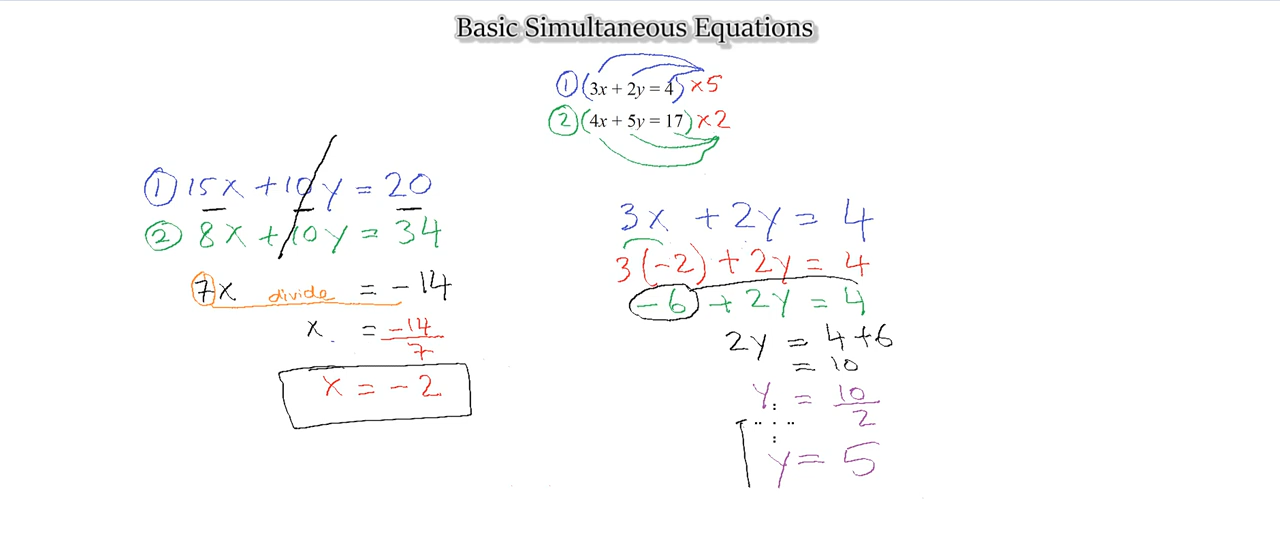 Basic Simultaneous Equations
① (3x + 2y = 4) ×5
② (4x + 5y = 17) ×2
① 15x + 10y = 20
② 8x + 10y = 34
7x divide = -14
x = -14/7
x = -2
3x + 2y = 4
3(-2) + 2y = 4
-6 + 2y = 4
2y = 4+6
= 10
y = 10/2
y = 5